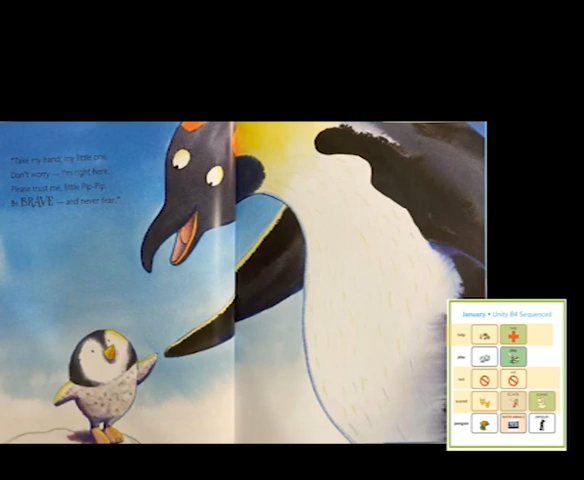 "Take my hand, my little one.
Don't worry — I'm right here.
Please trust me, little Pip-Pip.
Be BRAVE — and never fear."
January • Unity 84 Sequenced
help
play
not
scared
penguin